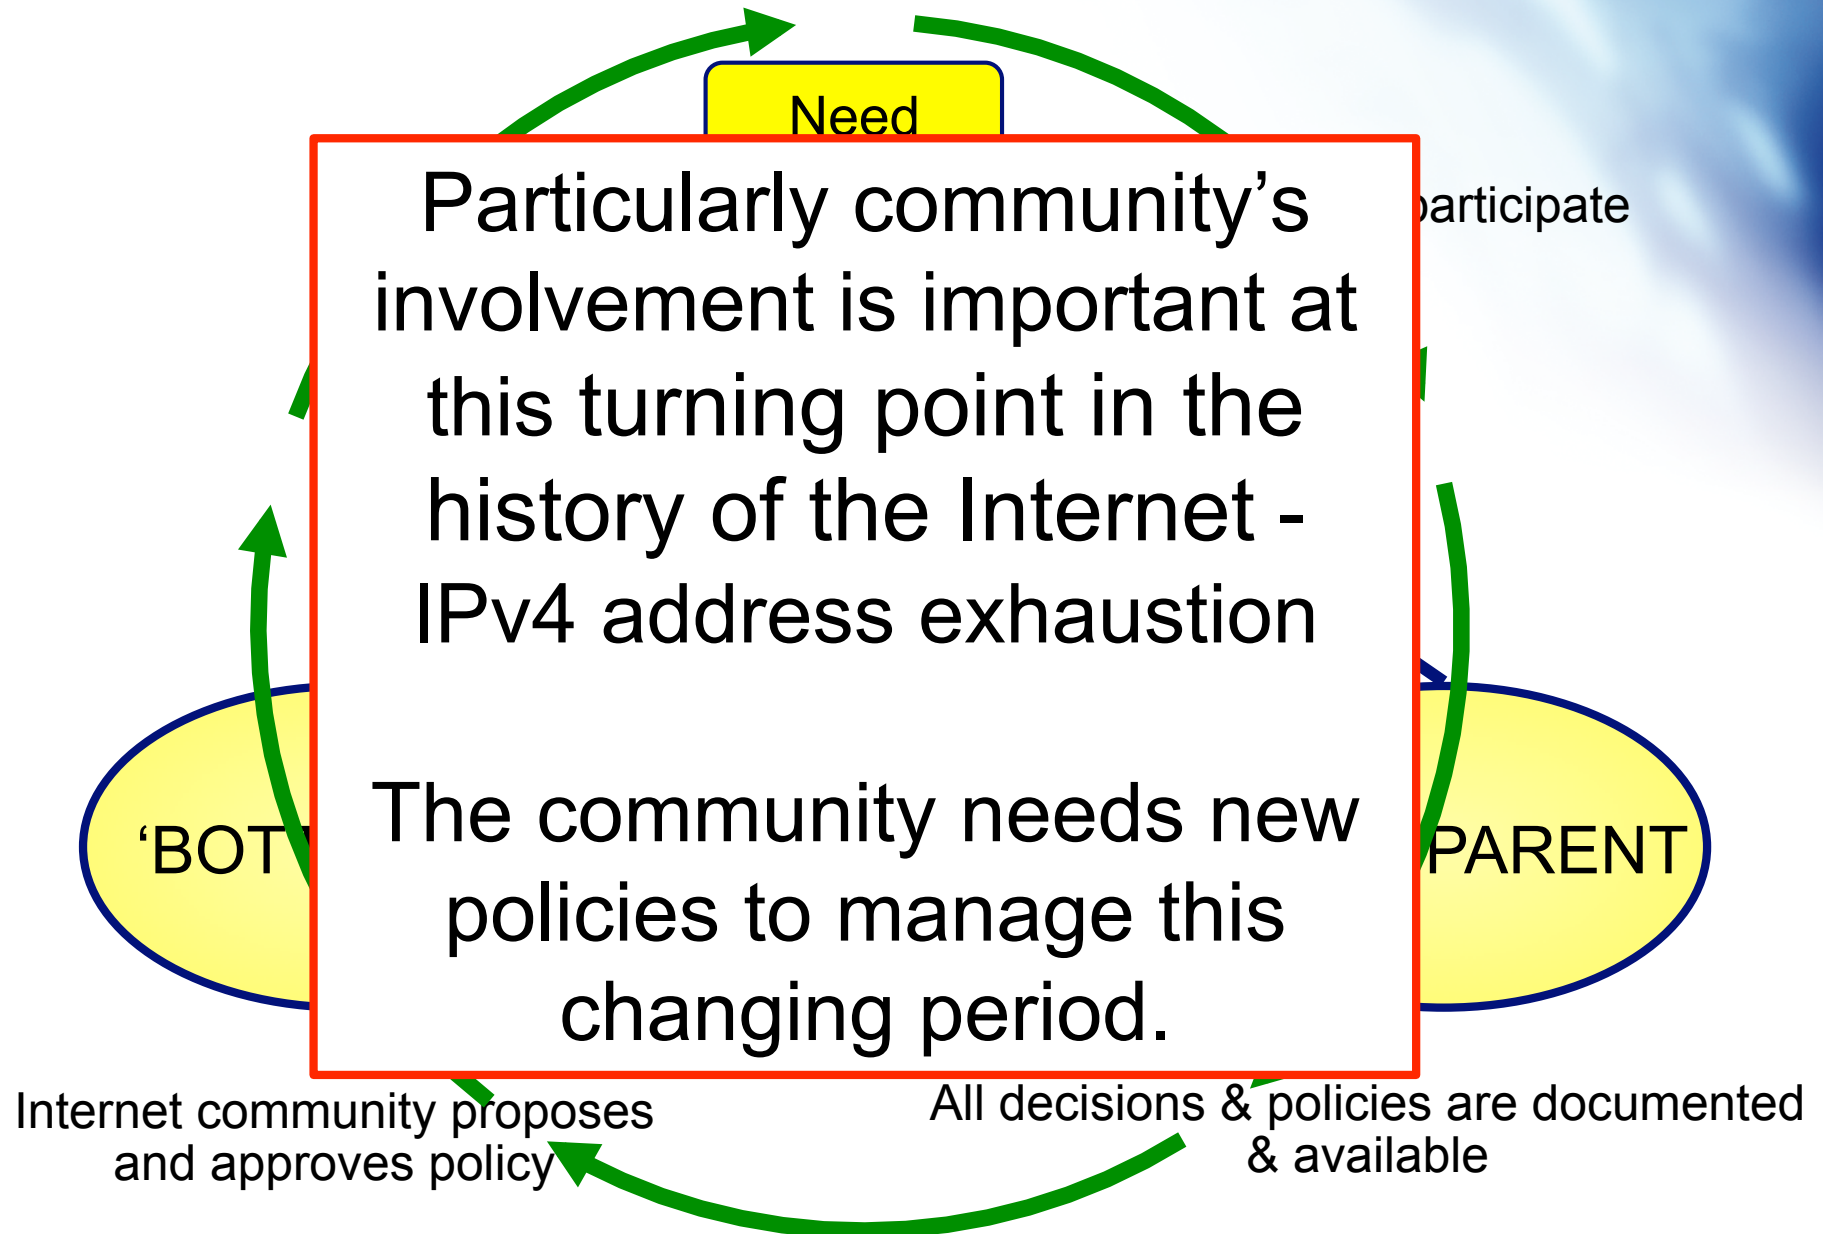 Need
participate
Particularly community’s
involvement is important at
this turning point in the
history of the Internet -
IPv4 address exhaustion
The community needs new
policies to manage this
changing period.
‘BOT
PARENT
Internet community proposes
and approves policy
All decisions & policies are documented
& available